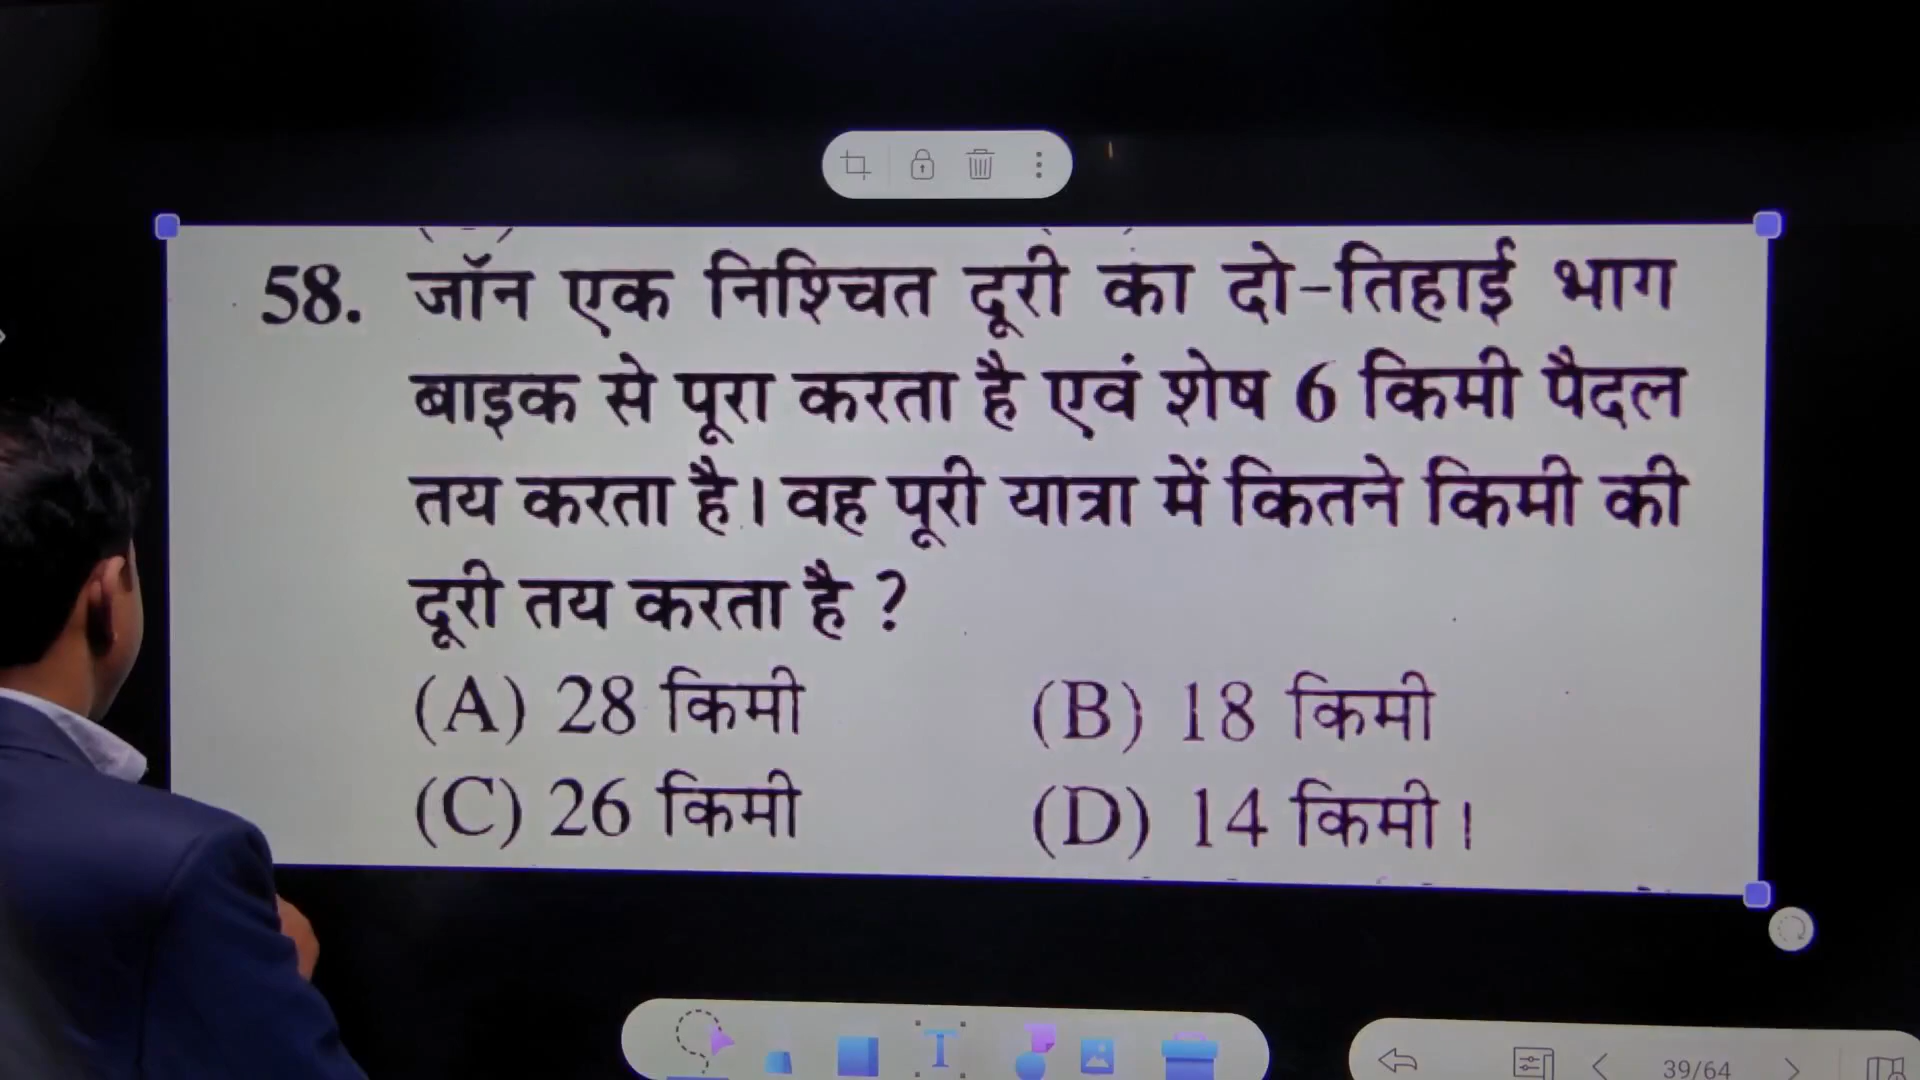 58. जॉन एक निश्चित दूरी का दो-तिहाई भाग
बाइक से पूरा करता है एवं शेष 6 किमी पैदल
तय करता है। वह पूरी यात्रा में कितने किमी की
दूरी तय करता है ?
(A) 28 किमी (B) 18 किमी
(C) 26 किमी (D) 14 किमी।
T
39/64